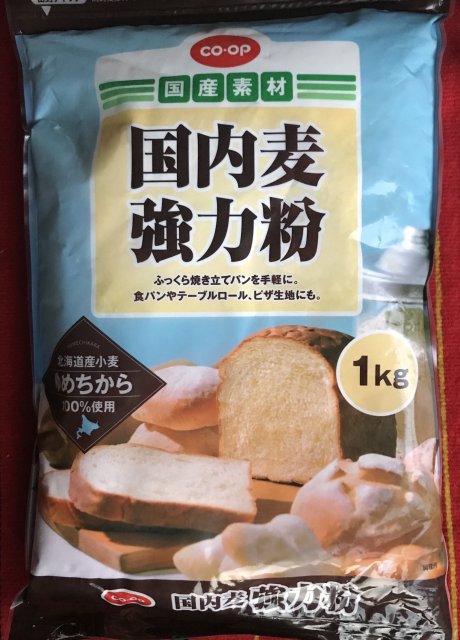 CO·OP
国産素材
国内麦
強力粉
ふっくら焼き立てパンを手軽に。
食パンやテーブルロール、ピザ生地にも。
YUMECHIKARA
北海道産小麦
ゆめちから
100%使用
1kg
CO·OP
国内麦強力粉